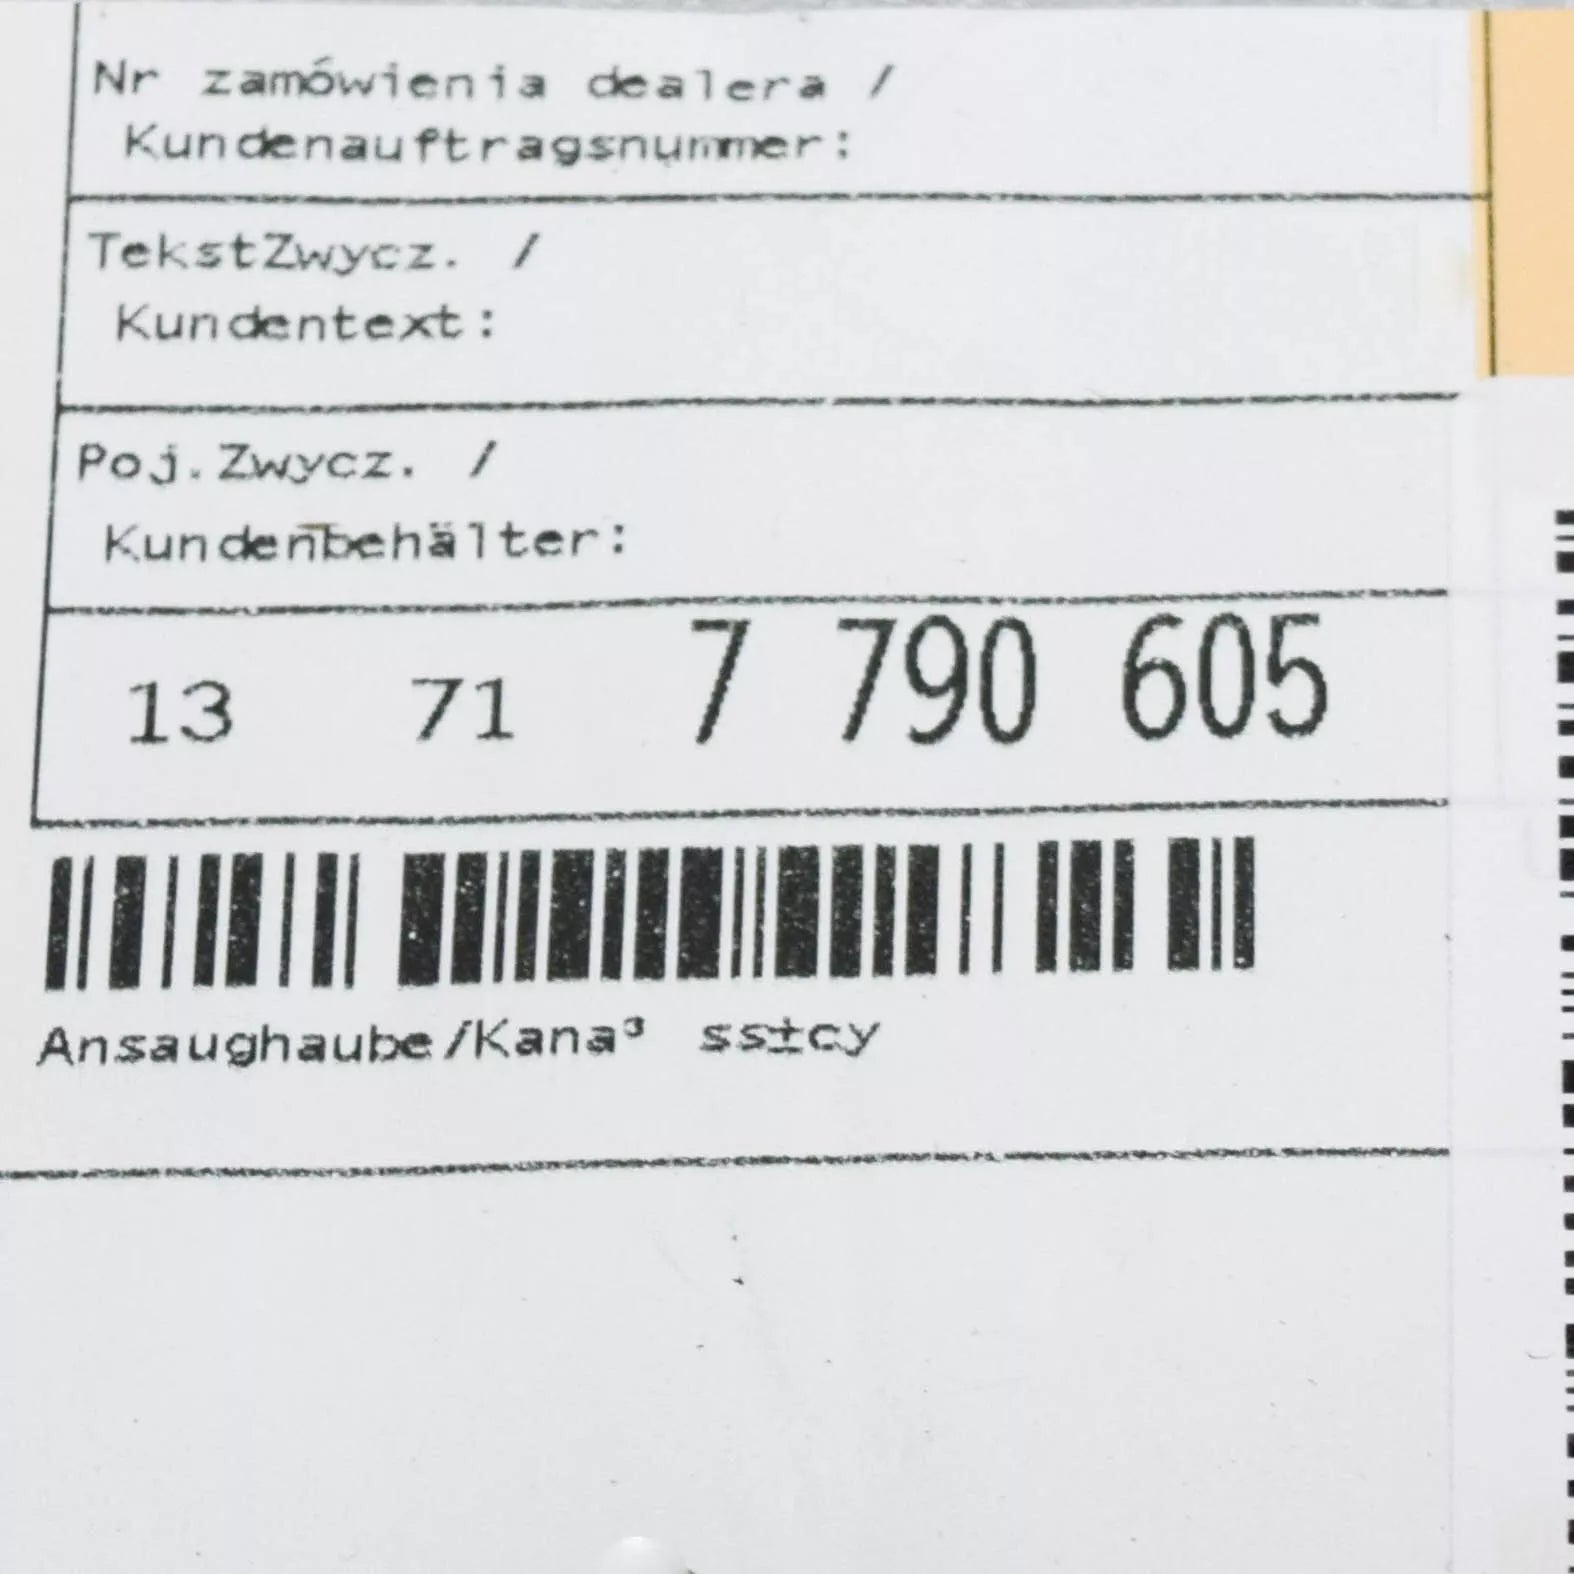 Nr zamówienia dealera /
Kundenauftragsnummer:
TekstZwycz. /
Kundentext:
Poj.Zwycz. /
Kundenbehälter:
13 71 7 790 605
Ansaughaube/Kana³ ss±cy